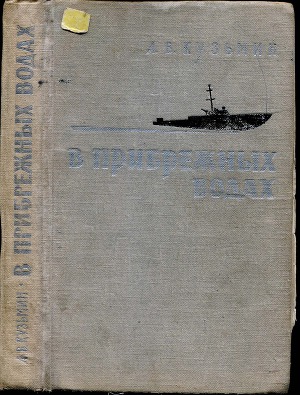 А.В. КУЗЬМИН
В ПРИБРЕЖНЫХ
ВОДАХ
А.В. КУЗЬМИН • В ПРИБРЕЖНЫХ ВОДАХ